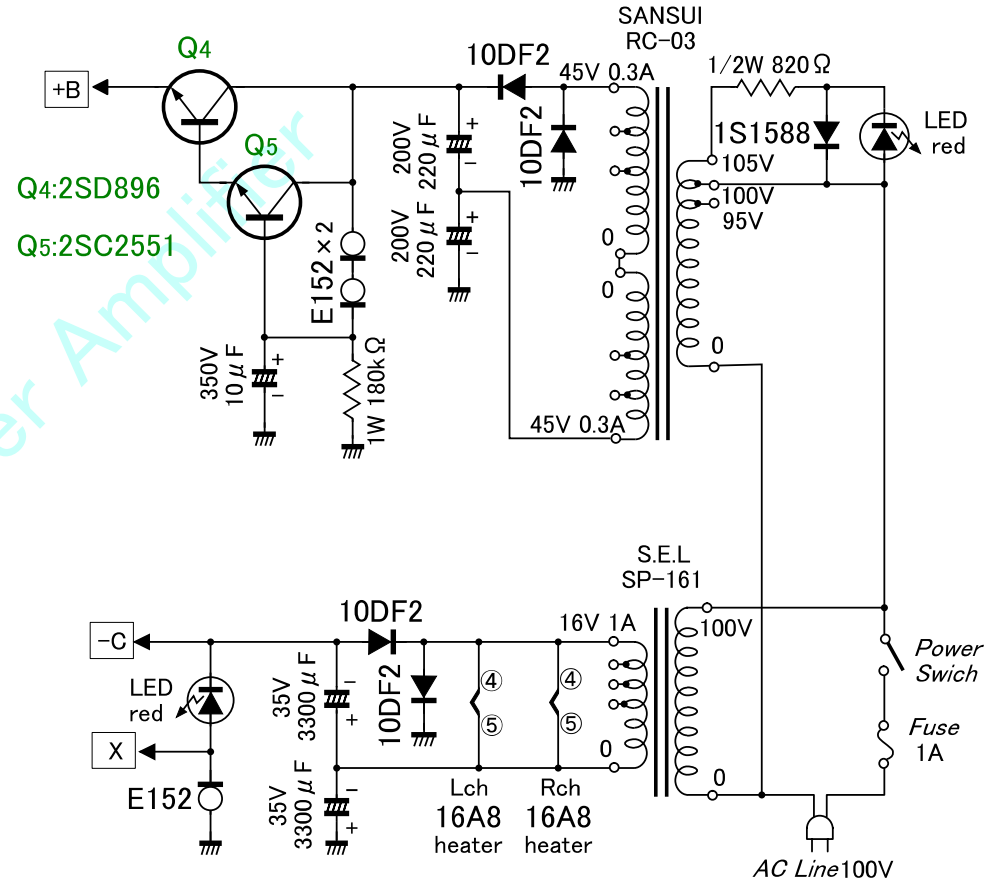 SANSUI
RC-03
Q4
10DF2
45V 0.3A
1/2W 820Ω
+B
Q5
200V
220μF
10DF2
1S1588
LED
red
105V
100V
95V
Q4:2SD896
Q5:2SC2551
E152×2
200V
220μF
0
0
0
350V
10μF
1W 180kΩ
45V 0.3A
er Amplifier
S.E.L
SP-161
10DF2
16V 1A
100V
-C
Power
Swich
LED
red
35V
3300μF
10DF2
④
④
⑤
⑤
Fuse
1A
X
0
0
E152
35V
3300μF
Lch
16A8
heater
Rch
16A8
heater
AC Line100V